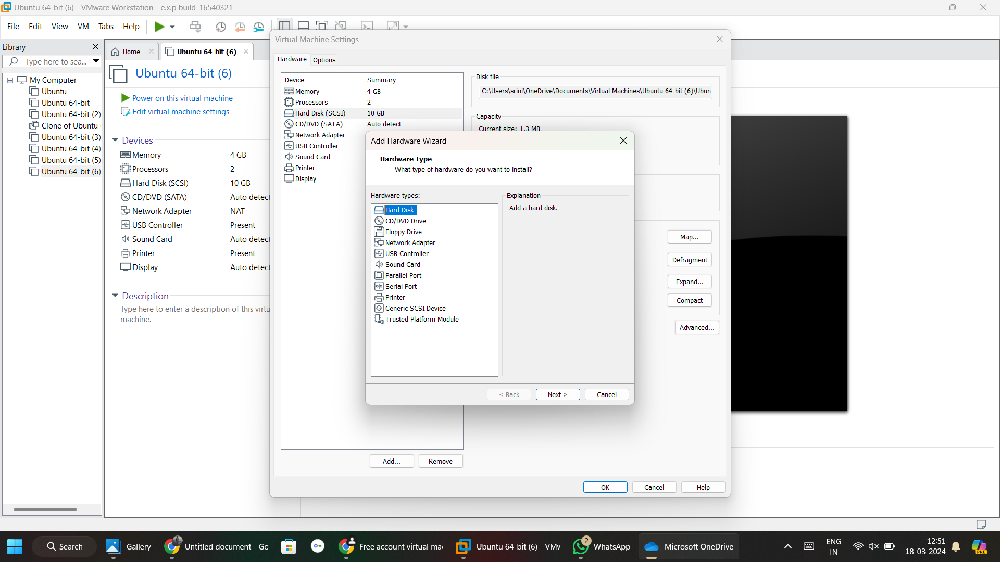 Ubuntu 64-bit (6) - VMware Workstation - e.x.p build-16540321
File Edit View VM Tabs Help
Library
Type here to sea...
My Computer
Ubuntu
Ubuntu 64-bit
Ubuntu 64-bit (2)
Clone of Ubuntu
Ubuntu 64-bit (3)
Ubuntu 64-bit (4)
Ubuntu 64-bit (5)
Ubuntu 64-bit (6)
Home
Ubuntu 64-bit (6)
Ubuntu 64-bit (6)
Power on this virtual machine
Edit virtual machine settings
Devices
Memory 4 GB
Processors 2
Hard Disk (SCSI) 10 GB
CD/DVD (SATA) Auto detect
Network Adapter NAT
USB Controller Present
Sound Card Auto detect
Printer Present
Display Auto detect
Description
Type here to enter a description of this virtu
machine.
Virtual Machine Settings
Hardware Options
Device Summary
Memory 4 GB
Processors 2
Hard Disk (SCSI) 10 GB
CD/DVD (SATA) Auto detect
Network Adapter
USB Controller
Sound Card
Printer
Display
Disk file
C:\Users\srini\OneDrive\Documents\Virtual Machines\Ubuntu 64-bit (6)\Ubun
Capacity
Current size: 1.3 MB
Add Hardware Wizard
Hardware Type
What type of hardware do you want to install?
Hardware types:
Hard Disk
CD/DVD Drive
Floppy Drive
Network Adapter
USB Controller
Sound Card
Parallel Port
Serial Port
Printer
Generic SCSI Device
Trusted Platform Module
Explanation
Add a hard disk.
< Back Next > Cancel
Map...
Defragment
Expand...
Compact
Advanced...
Add... Remove
OK Cancel Help
Search
Gallery
Untitled document - Go
Free account virtual ma
Ubuntu 64-bit (6) - VMw
2
WhatsApp
Microsoft OneDrive
ENG
IN
12:51
18-03-2024
PRE